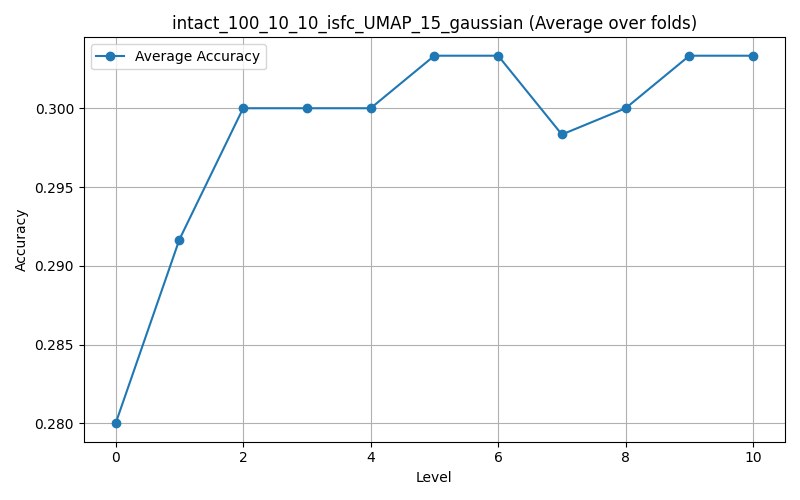 intact_100_10_10_isfc_UMAP_15_gaussian (Average over folds)
Average Accuracy
0.300
0.295
0.290
0.285
0.280
Accuracy
0 2 4 6 8 10
Level